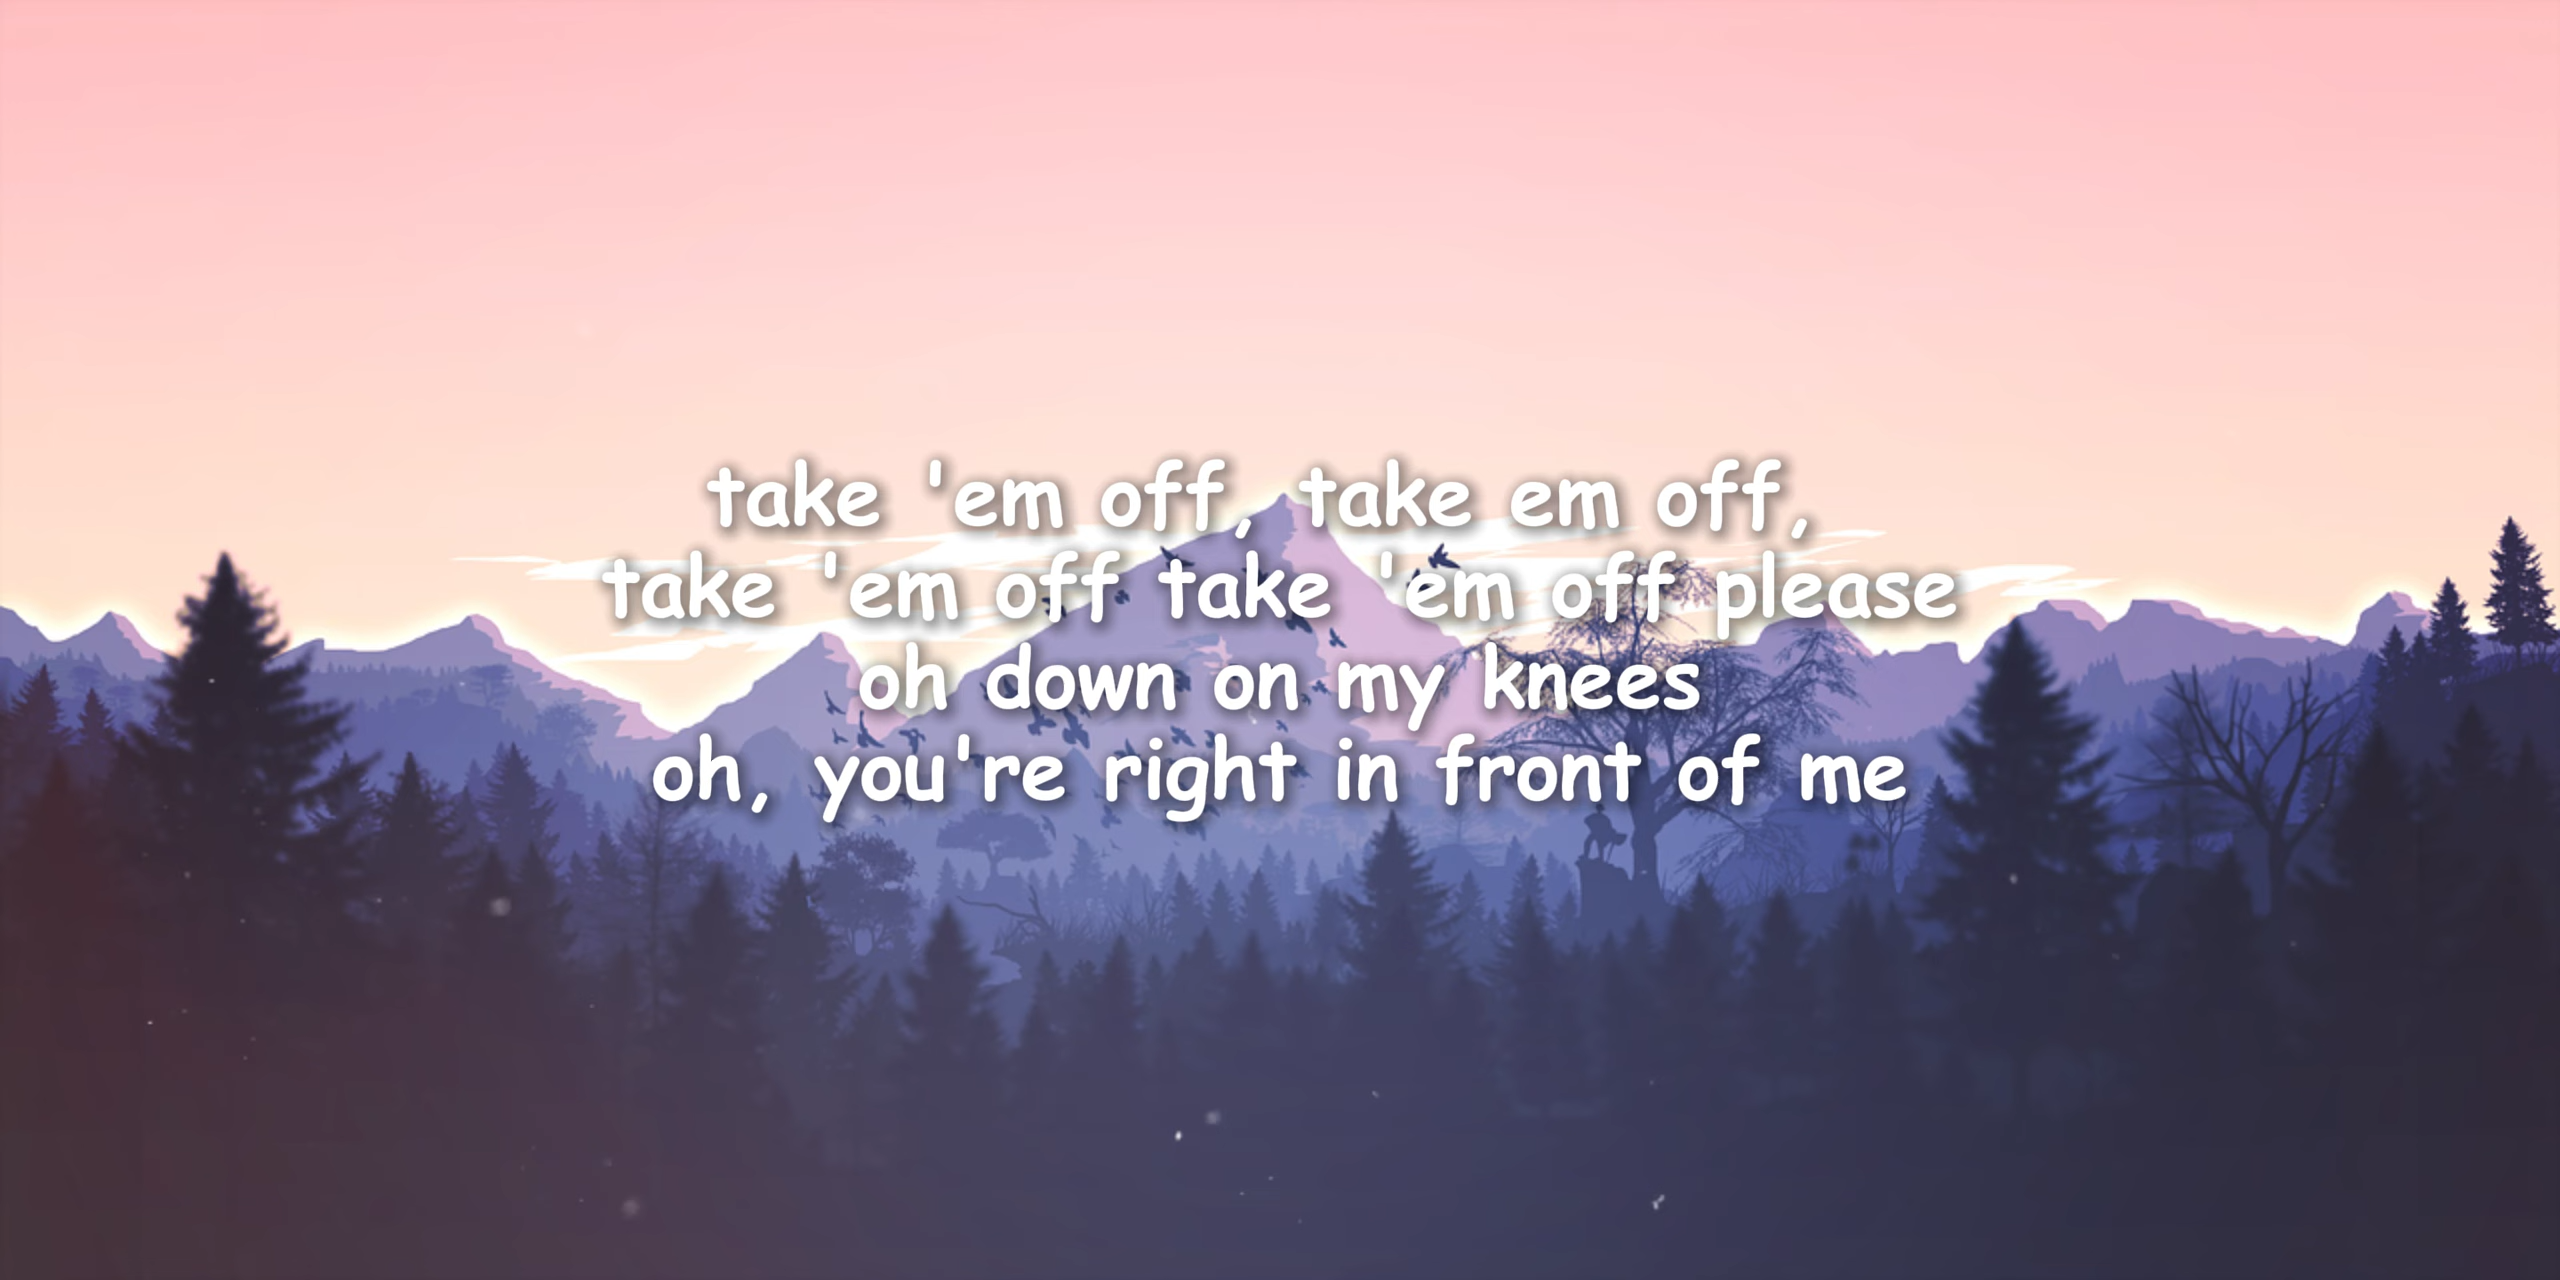 take 'em off, take em off,
take 'em off take 'em off please
oh down on my knees
oh, you're right in front of me